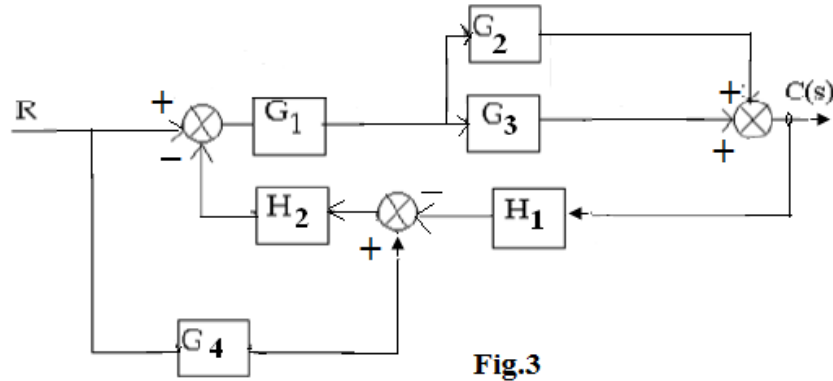 G2
+
C(s)
R
+
G1
G3
+
−
H2
−
+
H1
G4
Fig.3